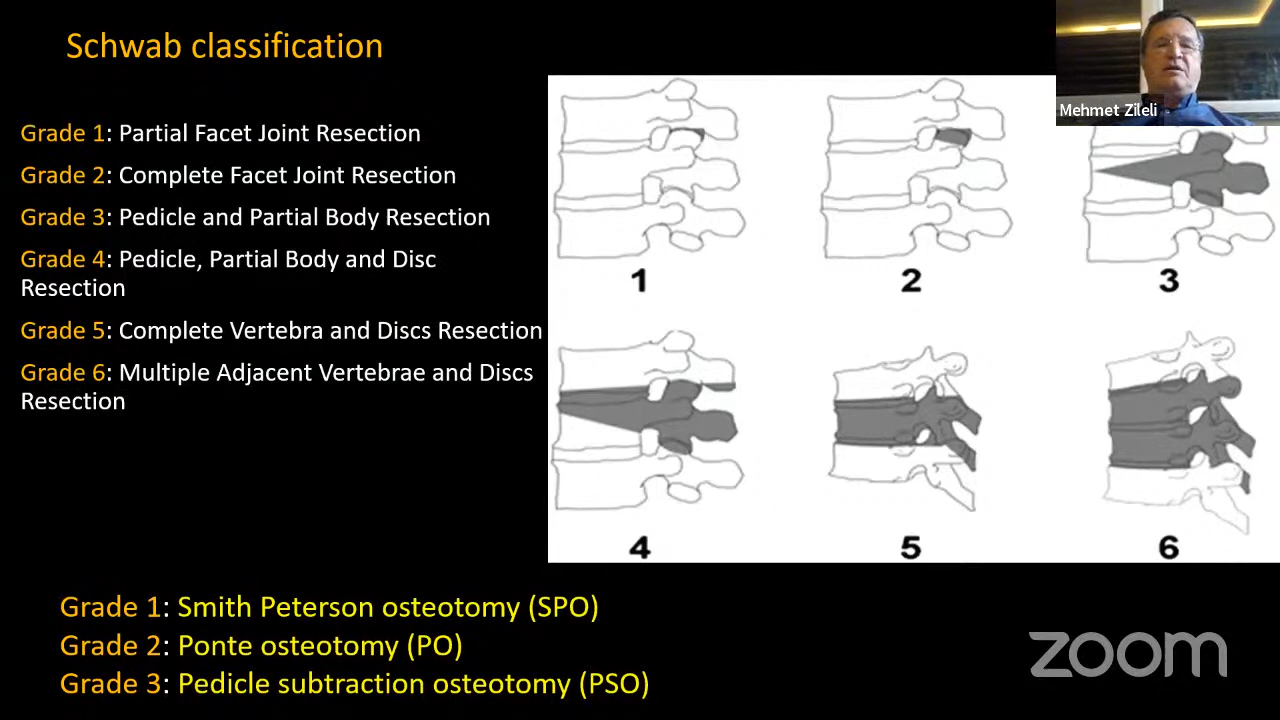 Schwab classification
Mehmet Zileli
Grade 1: Partial Facet Joint Resection
Grade 2: Complete Facet Joint Resection
Grade 3: Pedicle and Partial Body Resection
Grade 4: Pedicle, Partial Body and Disc
Resection
Grade 5: Complete Vertebra and Discs Resection
Grade 6: Multiple Adjacent Vertebrae and Discs
Resection
1 2 3
4 5 6
Grade 1: Smith Peterson osteotomy (SPO)
Grade 2: Ponte osteotomy (PO)
Grade 3: Pedicle subtraction osteotomy (PSO)
zoom